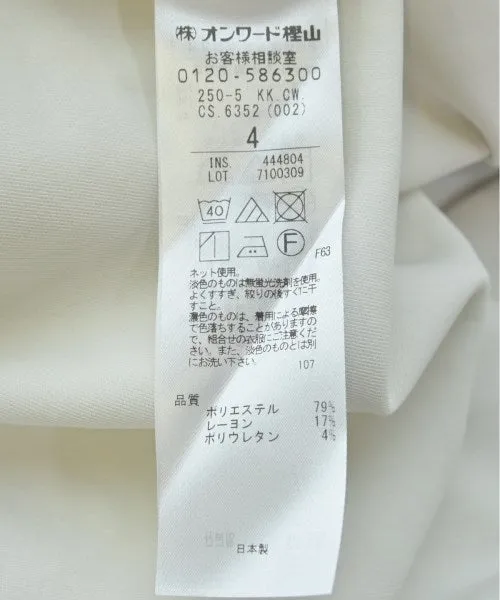 ㈱オンワード樫山
お客様相談室
0120-586300
250-5 KK.CW.
CS.6352(002)
4
INS. 444804
LOT 7100309
40
F
F63
ネット使用。
淡色のものは無蛍光洗剤を使用。
よくすすぎ、絞りの後すぐに干
すこと。
濃色のものは、着用による摩擦
で色落ちすることがありますの
で、組合せの衣服にご注意くだ
さい。また、淡色のものとは別
にお洗い下さい。
107
品質
ポリエステル 79%
レーヨン 17%
ポリウレタン 4%
日本製